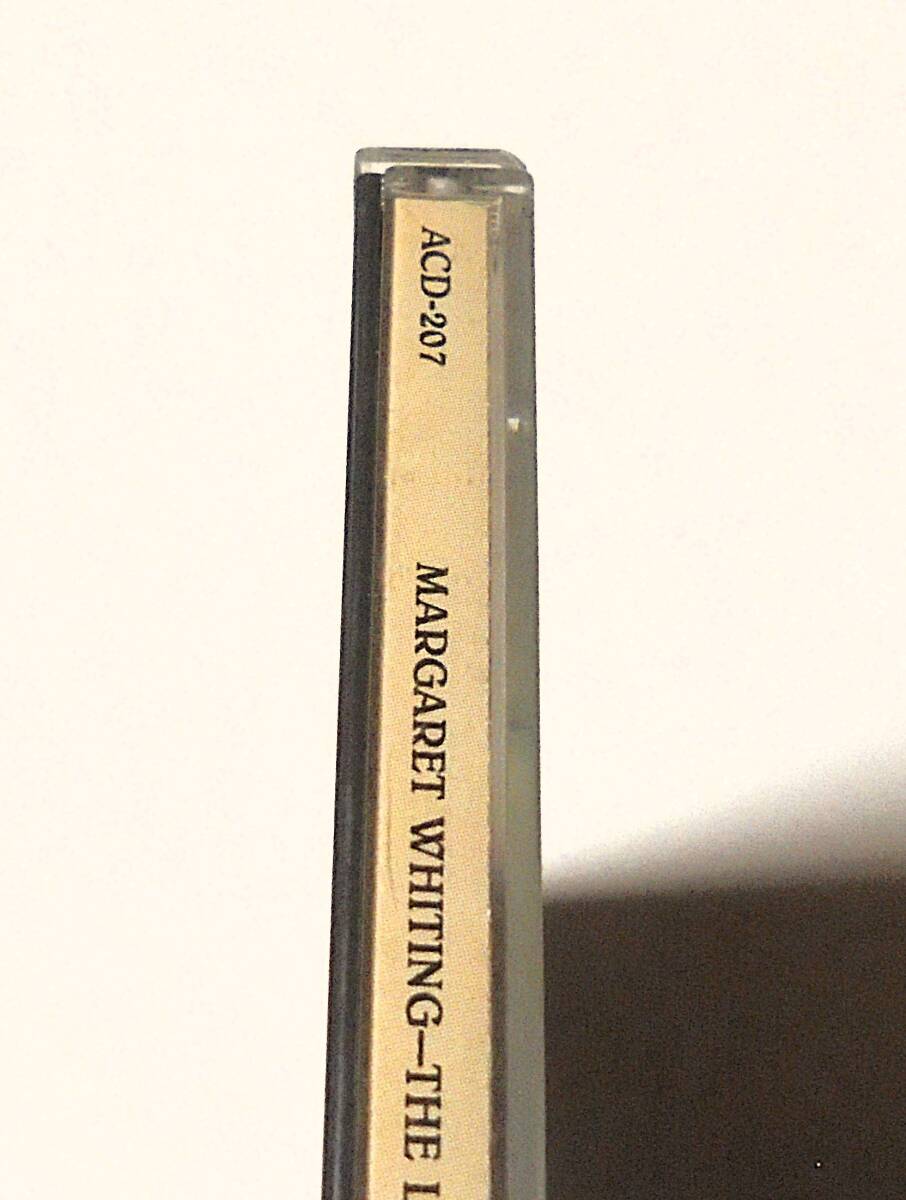 ACD-207 MARGARET WHITING—THE L